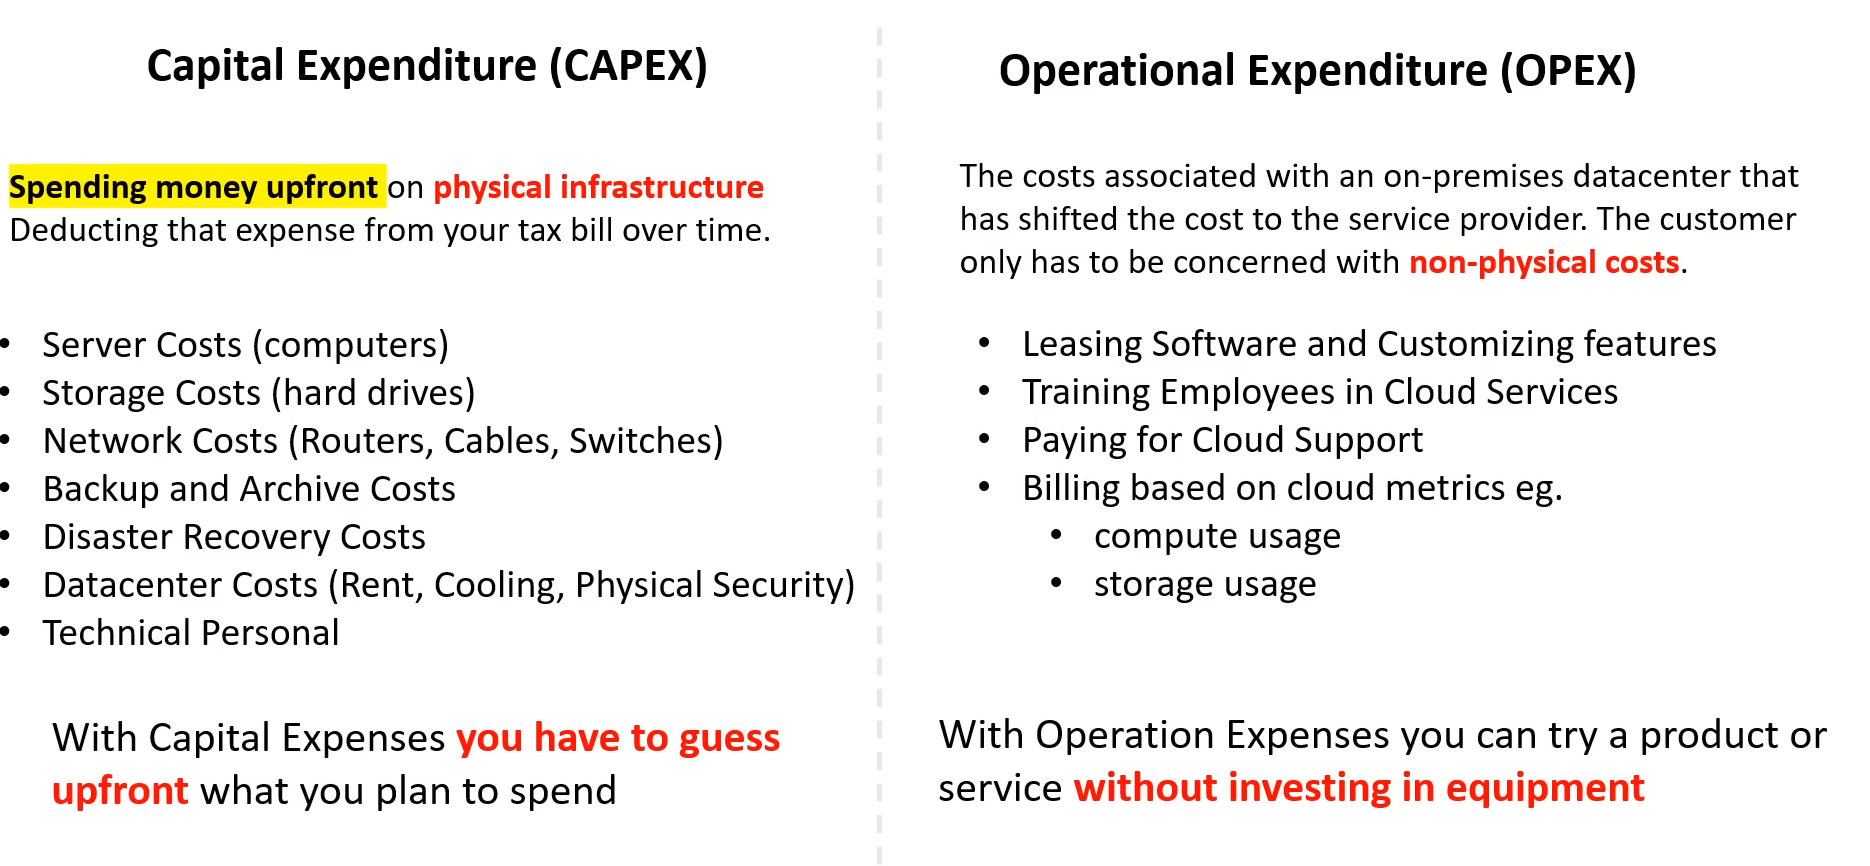 Capital Expenditure (CAPEX)
Spending money upfront on physical infrastructure
Deducting that expense from your tax bill over time.
• Server Costs (computers)
• Storage Costs (hard drives)
• Network Costs (Routers, Cables, Switches)
• Backup and Archive Costs
• Disaster Recovery Costs
• Datacenter Costs (Rent, Cooling, Physical Security)
• Technical Personal
With Capital Expenses you have to guess
upfront what you plan to spend
Operational Expenditure (OPEX)
The costs associated with an on-premises datacenter that
has shifted the cost to the service provider. The customer
only has to be concerned with non-physical costs.
• Leasing Software and Customizing features
• Training Employees in Cloud Services
• Paying for Cloud Support
• Billing based on cloud metrics eg.
• compute usage
• storage usage
With Operation Expenses you can try a product or
service without investing in equipment